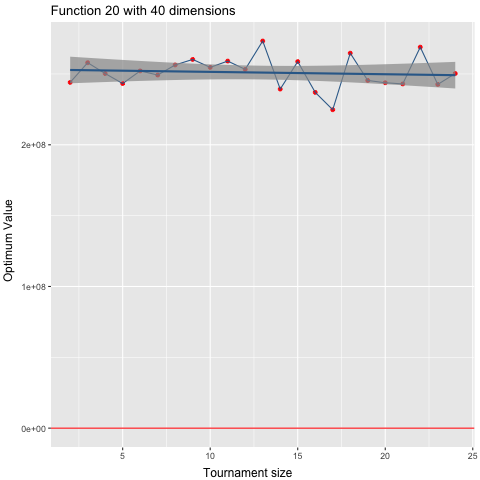 Function 20 with 40 dimensions
Optimum Value
2e+08
1e+08
0e+00
5
10
15
20
25
Tournament size